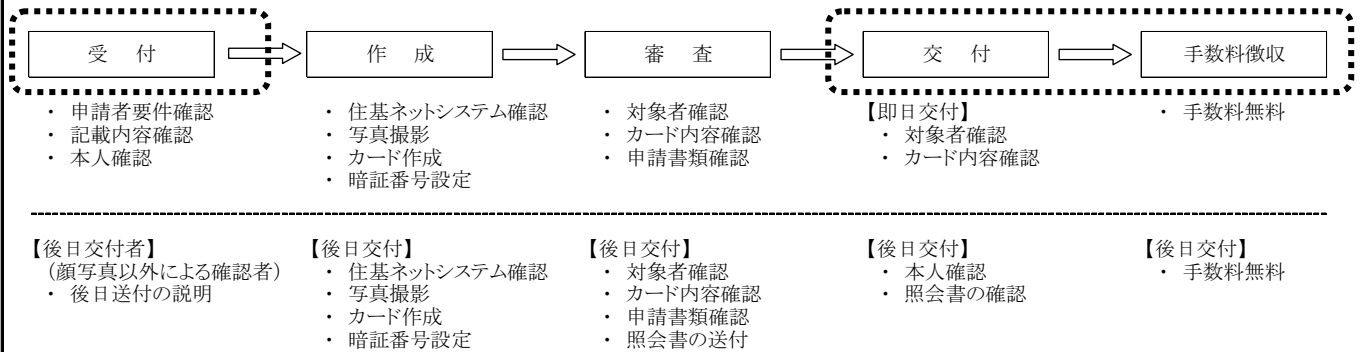 受　付
作　成
審　査
交　付
手数料徴収
・ 申請者要件確認
・ 記載内容確認
・ 本人確認
・ 住基ネットシステム確認
・ 写真撮影
・ カード作成
・ 暗証番号設定
・ 対象者確認
・ カード内容確認
・ 申請書類確認
【即日交付】
・ 対象者確認
・ カード内容確認
・ 手数料無料
【後日交付者】
（顔写真以外による確認者）
・ 後日送付の説明
【後日交付】
・ 住基ネットシステム確認
・ 写真撮影
・ カード作成
・ 暗証番号設定
【後日交付】
・ 対象者確認
・ カード内容確認
・ 申請書類確認
・ 照会書の送付
【後日交付】
・ 本人確認
・ 照会書の確認
【後日交付】
・ 手数料無料